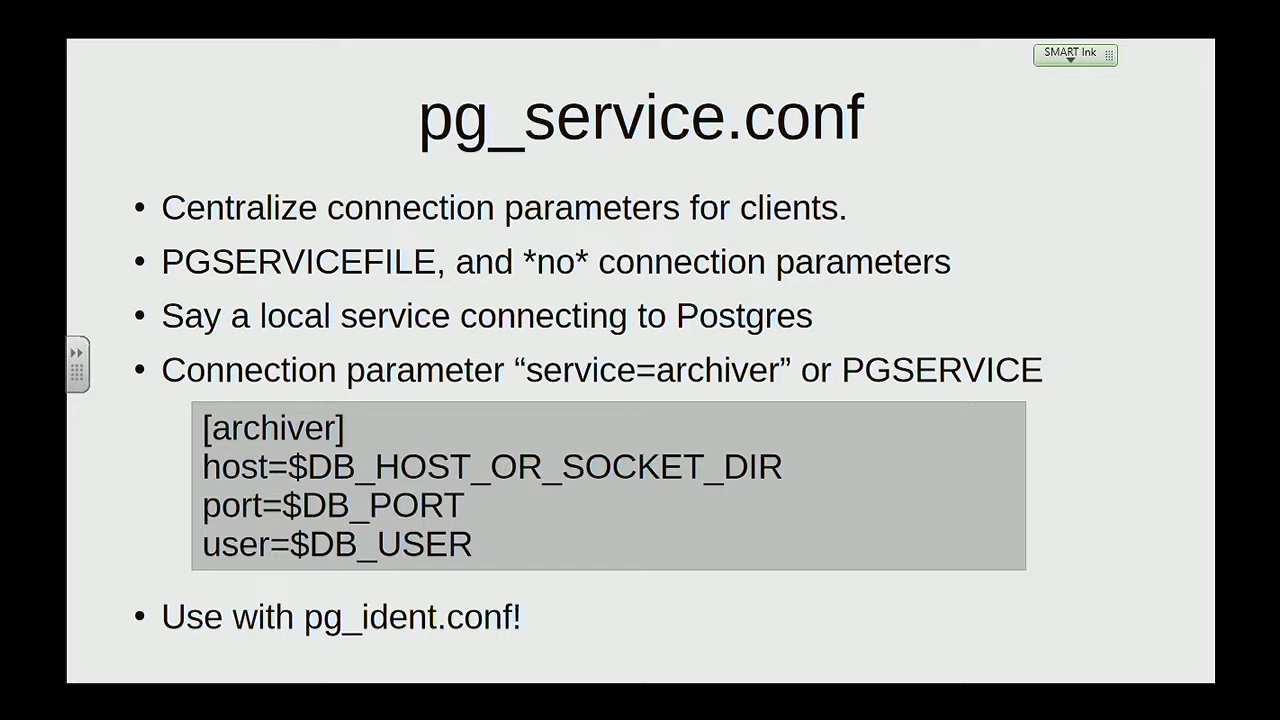 SMART Ink
pg_service.conf
• Centralize connection parameters for clients.
• PGSERVICEFILE, and *no* connection parameters
• Say a local service connecting to Postgres
• Connection parameter “service=archiver” or PGSERVICE
[archiver]
host=$DB_HOST_OR_SOCKET_DIR
port=$DB_PORT
user=$DB_USER
• Use with pg_ident.conf!